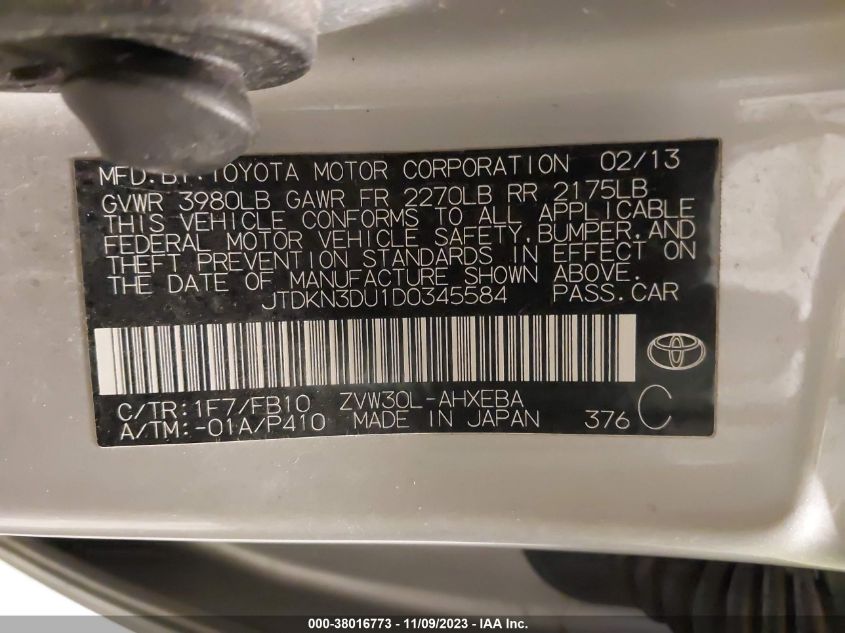 MFD.BY:TOYOTA MOTOR CORPORATION 02/13
GVWR 3980LB GAWR FR 2270LB RR 2175LB
THIS VEHICLE CONFORMS TO ALL APPLICABLE
FEDERAL MOTOR VEHICLE SAFETY,BUMPER,AND
THEFT PREVENTION STANDARDS IN EFFECT ON
THE DATE OF MANUFACTURE SHOWN ABOVE.
JTDKN3DU1D0345584 PASS.CAR
C/TR:1F7/FB10 ZVW30L-AHXEBA
A/TM:-01A/P410 MADE IN JAPAN 376 C
000-38016773 - 11/09/2023 - IAA Inc.